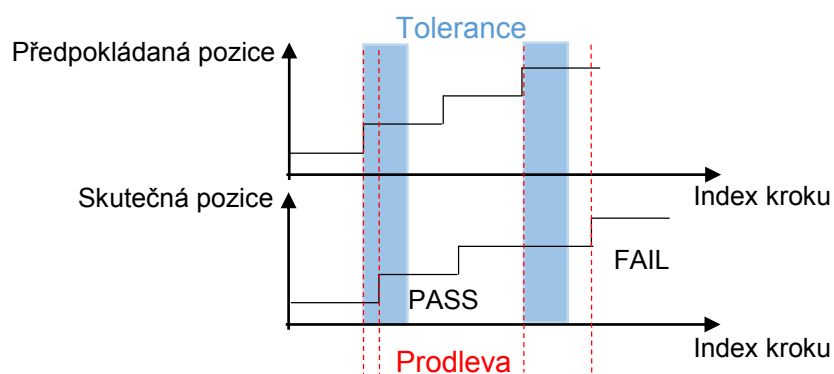 Tolerance
Předpokládaná pozice
Index kroku
Skutečná pozice
FAIL
PASS
Index kroku
Prodleva